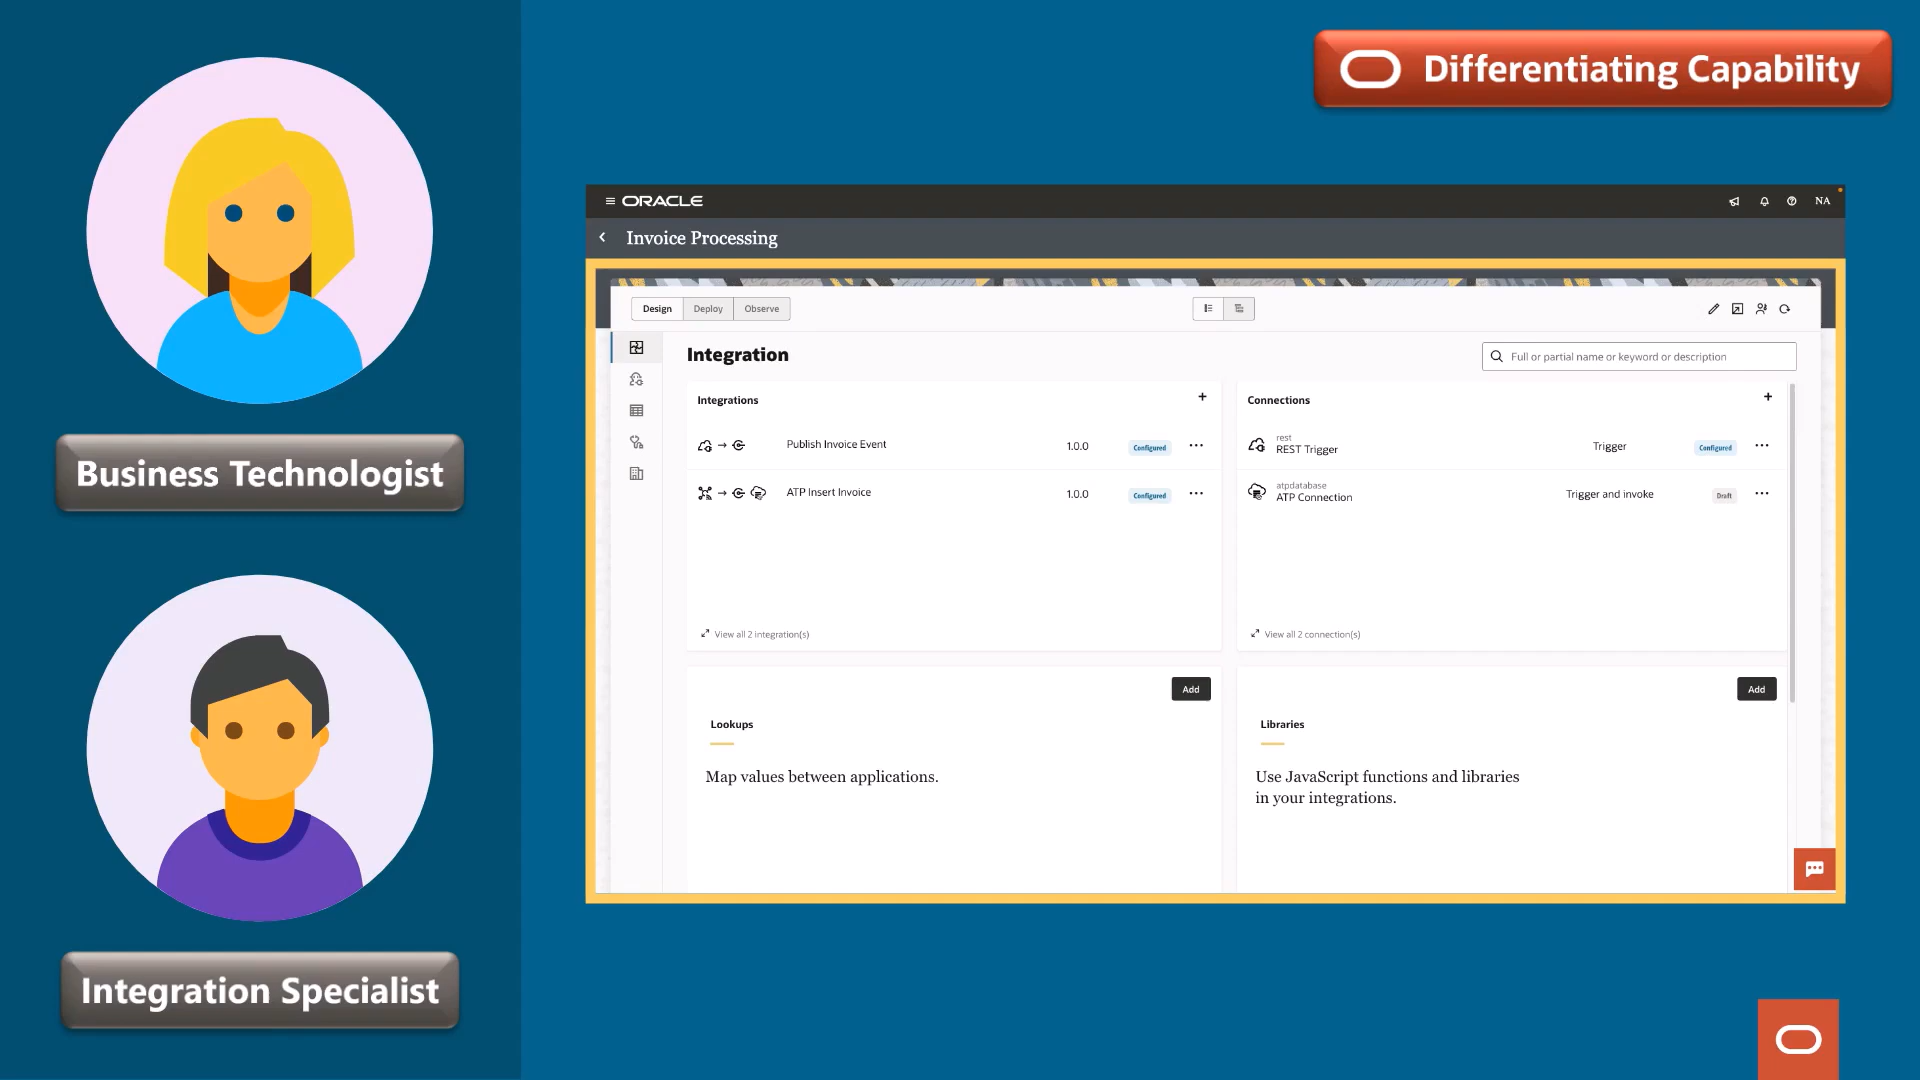 Differentiating Capability
Business Technologist
Integration Specialist
ORACLE
NA
Invoice Processing
Design
Deploy
Observe
Integration
Full or partial name or keyword or description
Integrations
Publish Invoice Event
1.0.0
Configured
ATP Insert Invoice
1.0.0
Configured
View all 2 integration(s)
Connections
rest
REST Trigger
Trigger
Configured
atpdatabase
ATP Connection
Trigger and invoke
Draft
View all 2 connection(s)
Add
Lookups
Map values between applications.
Add
Libraries
Use JavaScript functions and libraries
in your integrations.